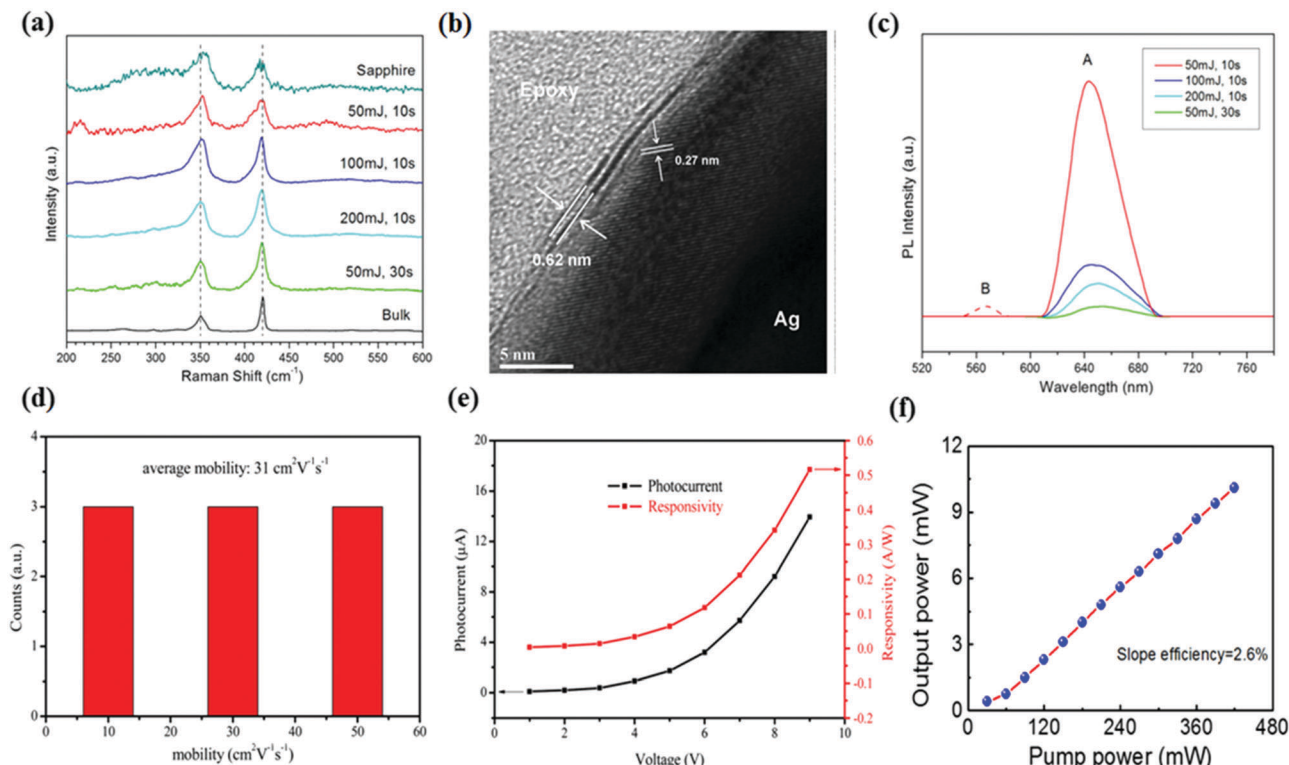 (a)
Intensity (a.u.)
Sapphire
50mJ, 10s
100mJ, 10s
200mJ, 10s
50mJ, 30s
Bulk
200 250 300 350 400 450 500 550 600
Raman Shift (cm⁻¹)
(b)
Epoxy
0.27 nm
0.62 nm
Ag
5 nm
(c)
PL Intensity (a.u.)
A
B
50mJ, 10s
100mJ, 10s
200mJ, 10s
50mJ, 30s
520 560 600 640 680 720 760
Wavelength (nm)
(d)
Counts (a.u.)
4
3
2
1
0
average mobility: 31 cm²V⁻¹s⁻¹
0 10 20 30 40 50 60
mobility (cm²V⁻¹s⁻¹)
(e)
Photocurrent (μA)
20
16
12
8
4
0
Photocurrent
Responsivity
0.6
0.5
0.4
0.3
0.2
0.1
0.0
-0.1
-0.2
Responsivity (A/W)
0 1 2 3 4 5 6 7 8 9 10
Voltage (V)
(f)
Output power (mW)
12
9
6
3
0
Slope efficiency=2.6%
0 120 240 360 480
Pump power (mW)